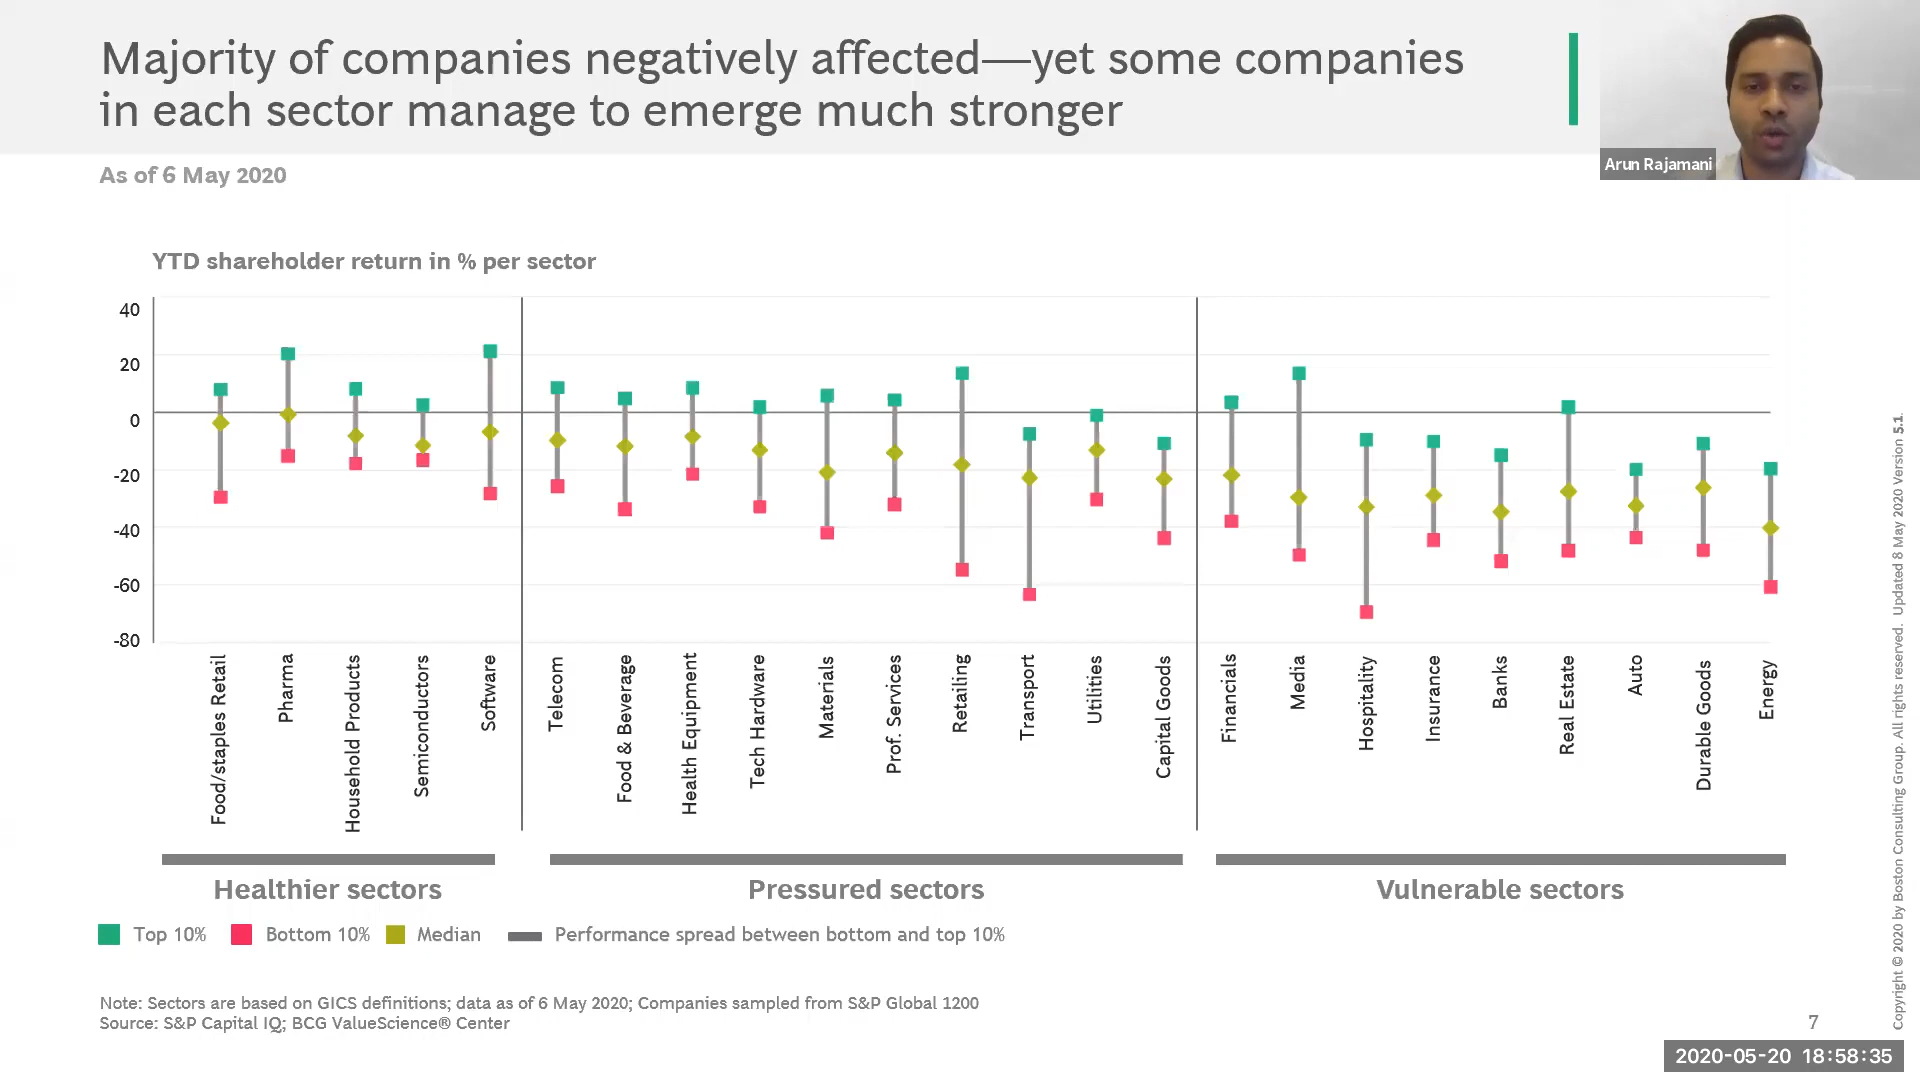 Majority of companies negatively affected—yet some companies
in each sector manage to emerge much stronger
Arun Rajamani
As of 6 May 2020
YTD shareholder return in % per sector
40
20
0
-20
-40
-60
-80
Food/staples Retail
Pharma
Household Products
Semiconductors
Software
Telecom
Food & Beverage
Health Equipment
Tech Hardware
Materials
Prof. Services
Retailing
Transport
Utilities
Capital Goods
Financials
Media
Hospitality
Insurance
Banks
Real Estate
Auto
Durable Goods
Energy
Healthier sectors
Pressured sectors
Vulnerable sectors
Top 10%
Bottom 10%
Median
Performance spread between bottom and top 10%
Note: Sectors are based on GICS definitions; data as of 6 May 2020; Companies sampled from S&P Global 1200
Source: S&P Capital IQ; BCG ValueScience® Center
7
Copyright © 2020 by Boston Consulting Group. All rights reserved. Updated 8 May 2020 Version 5.1.
2020-05-20 18:58:35